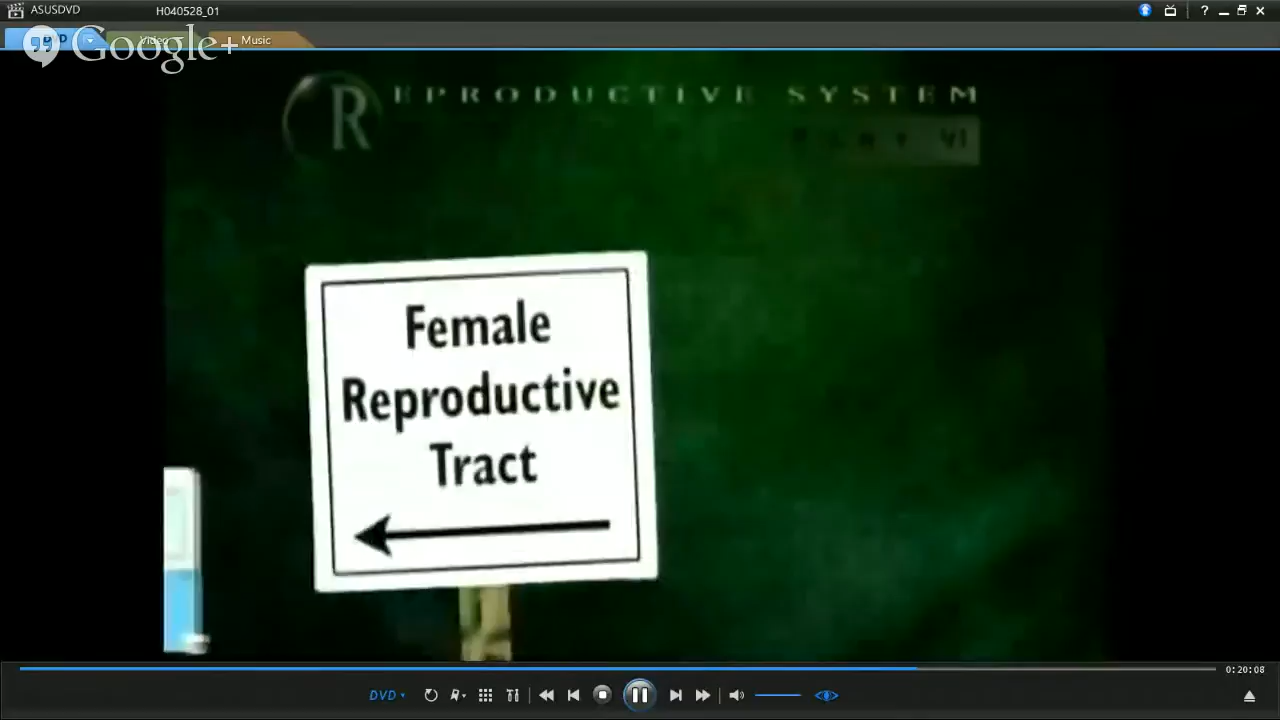 ASUSDVD
H040528_01
Video
Music
Google+
REPRODUCTIVE SYSTEM
Female
Reproductive
Tract
DVD
0:20:08